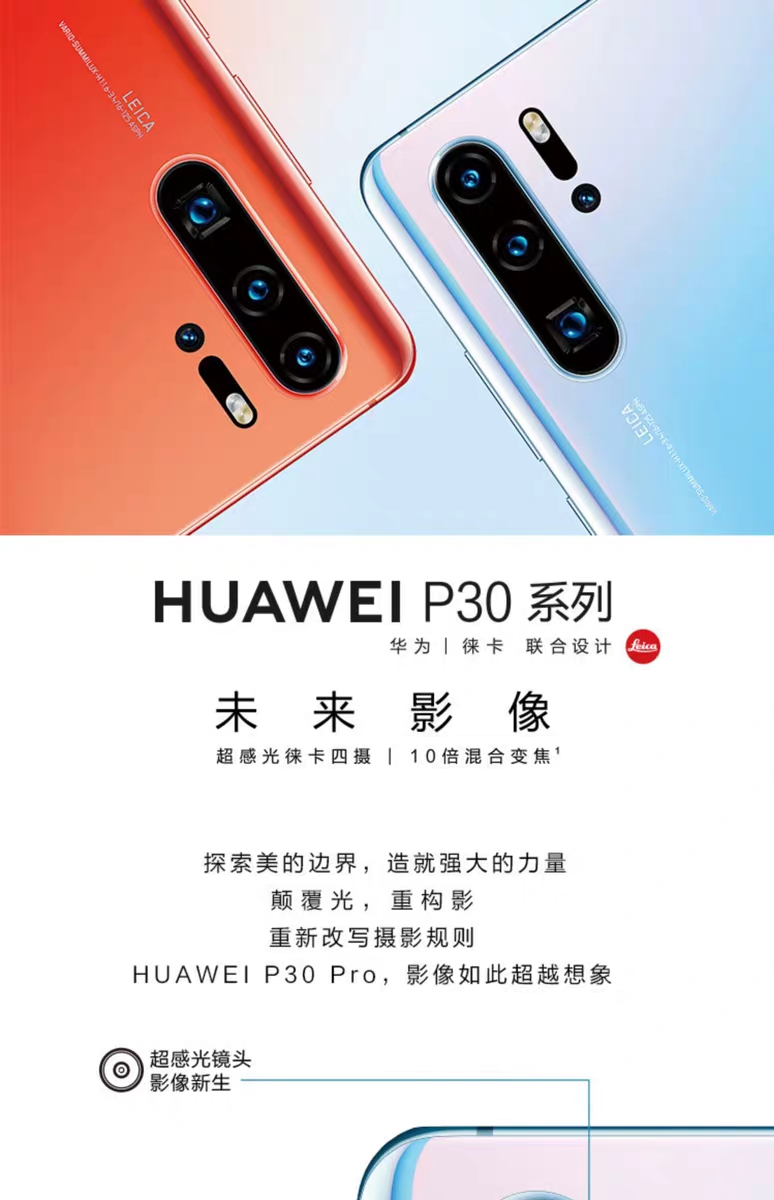 VARIO-SUMMILUX-H 1:1.6-3.4/16-125 ASPH
LEICA
LEICA
VARIO-SUMMILUX-H 1:1.6-3.4/16-125 ASPH
HUAWEI P30 系列
华为 | 徕卡 联合设计 Leica
未来影像
超感光徕卡四摄 | 10倍混合变焦¹
探索美的边界，造就强大的力量
颠覆光，重构影
重新改写摄影规则
HUAWEI P30 Pro，影像如此超越想象
超感光镜头
影像新生